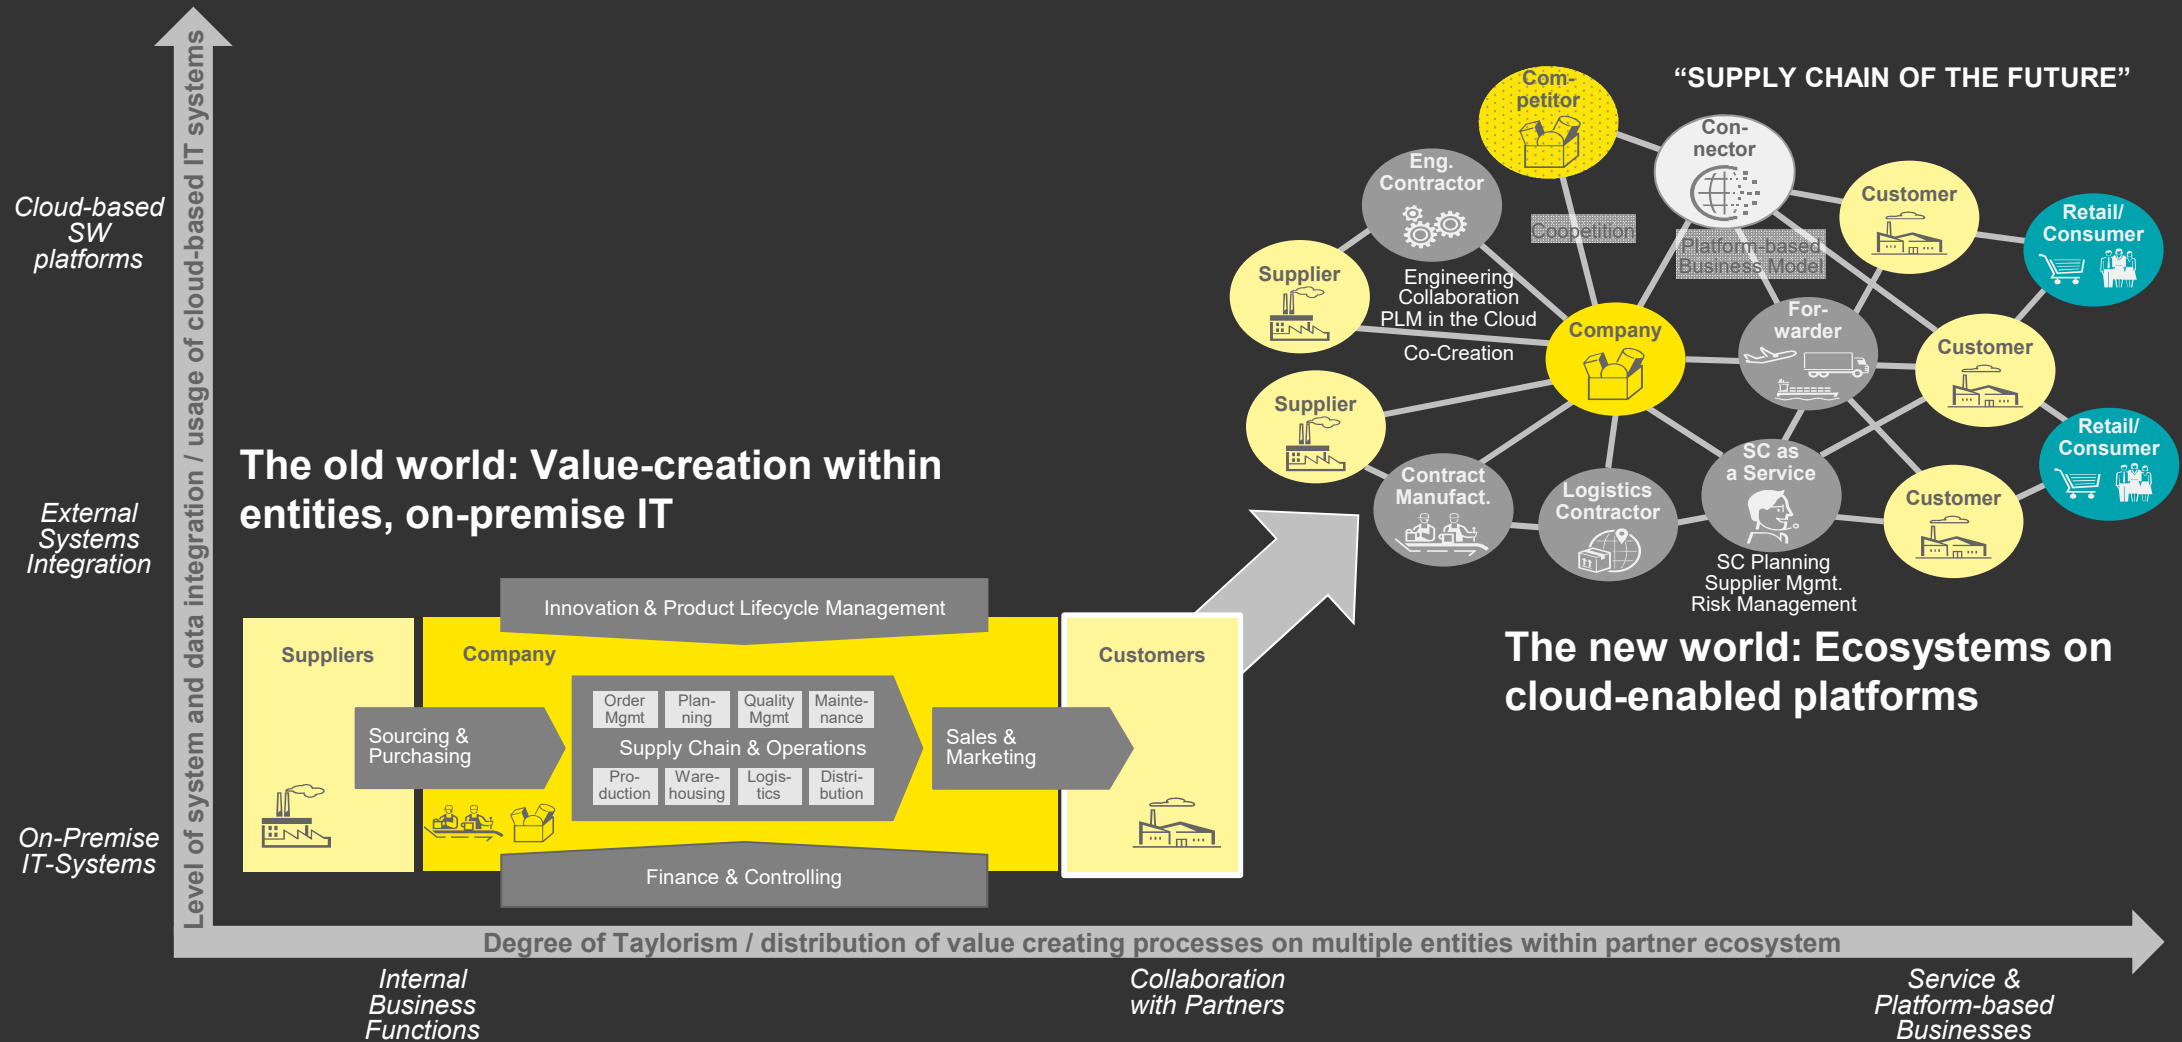 “SUPPLY CHAIN OF THE FUTURE”
Level of system and data integration / usage of cloud-based IT systems
Cloud-based
SW
platforms
External
Systems
Integration
On-Premise
IT-Systems
Com-
petitor
Con-
nector
Eng.
Contractor
Customer
Retail/
Consumer
Coopetition
Platform-based
Business Model
Supplier
Engineering
Collaboration
PLM in the Cloud
Co-Creation
Company
For-
warder
Customer
Supplier
Retail/
Consumer
Contract
Manufact.
Logistics
Contractor
SC as
a Service
Customer
SC Planning
Supplier Mgmt.
Risk Management
The new world: Ecosystems on
cloud-enabled platforms
The old world: Value-creation within
entities, on-premise IT
Innovation & Product Lifecycle Management
Suppliers
Company
Customers
Sourcing &
Purchasing
Order
Mgmt
Plan-
ning
Quality
Mgmt
Mainte-
nance
Supply Chain & Operations
Pro-
duction
Ware-
housing
Logis-
tics
Distri-
bution
Sales &
Marketing
Finance & Controlling
Degree of Taylorism / distribution of value creating processes on multiple entities within partner ecosystem
Internal
Business
Functions
Collaboration
with Partners
Service &
Platform-based
Businesses